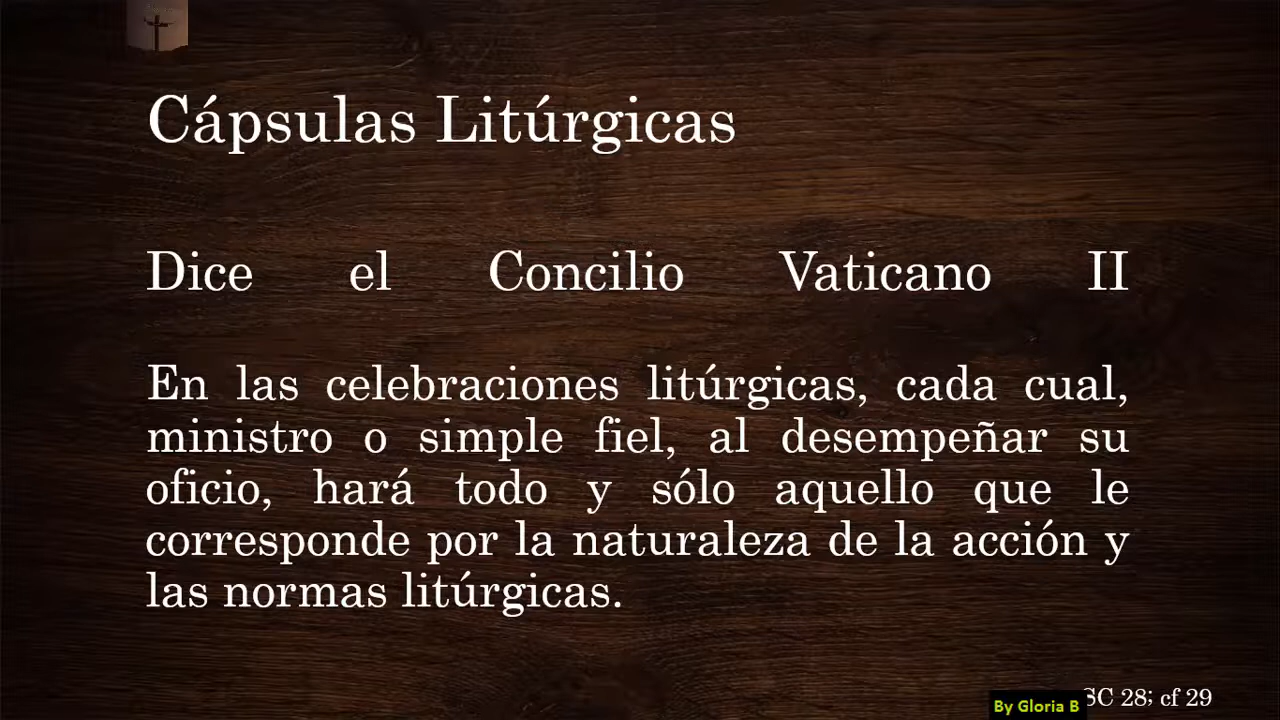 Cápsulas Litúrgicas
Dice el Concilio Vaticano II
En las celebraciones litúrgicas, cada cual,
ministro o simple fiel, al desempeñar su
oficio, hará todo y sólo aquello que le
corresponde por la naturaleza de la acción y
las normas litúrgicas.
SC 28; cf 29
By Gloria B